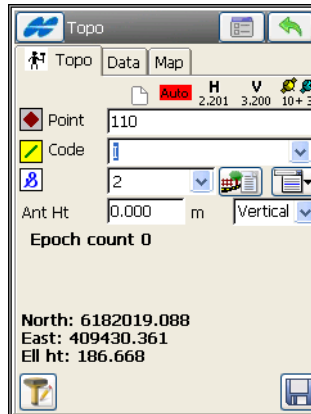 Topo
Topo Data Map
Auto H V
2.201 3.200 10+
Point 110
Code
2
Ant Ht 0.000 m Vertical
Epoch count 0
North: 6182019.088
East: 409430.361
Ell ht: 186.668